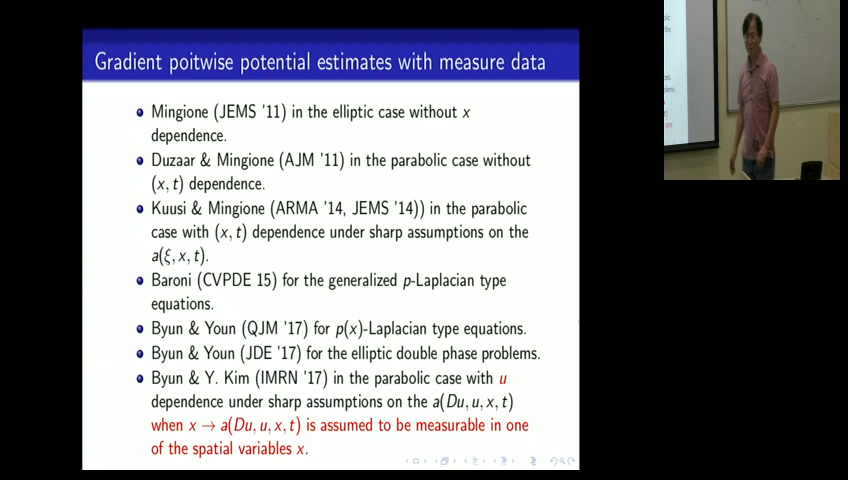 Gradient poitwise potential estimates with measure data
Mingione (JEMS '11) in the elliptic case without x
dependence.
Duzaar & Mingione (AJM '11) in the parabolic case without
(x, t) dependence.
Kuusi & Mingione (ARMA '14, JEMS '14)) in the parabolic
case with (x, t) dependence under sharp assumptions on the
a(ξ, x, t).
Baroni (CVPDE 15) for the generalized p-Laplacian type
equations.
Byun & Youn (QJM '17) for p(x)-Laplacian type equations.
Byun & Youn (JDE '17) for the elliptic double phase problems.
Byun & Y. Kim (IMRN '17) in the parabolic case with u
dependence under sharp assumptions on the a(Du, u, x, t)
when x → a(Du, u, x, t) is assumed to be measurable in one
of the spatial variables x.